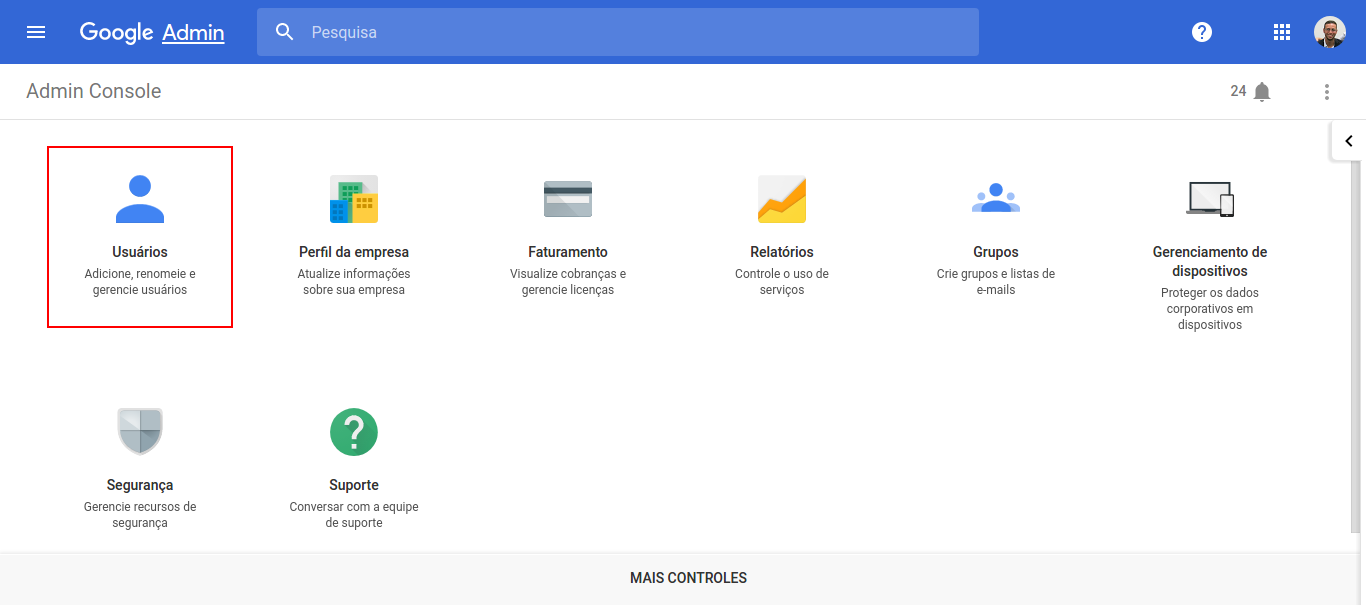 Google Admin
Pesquisa
Admin Console
24
Usuários
Adicione, renomeie e
gerencie usuários
Perfil da empresa
Atualize informações
sobre sua empresa
Faturamento
Visualize cobranças e
gerencie licenças
Relatórios
Controle o uso de
serviços
Grupos
Crie grupos e listas de
e-mails
Gerenciamento de
dispositivos
Proteger os dados
corporativos em
dispositivos
Segurança
Gerencie recursos de
segurança
Suporte
Conversar com a equipe
de suporte
MAIS CONTROLES